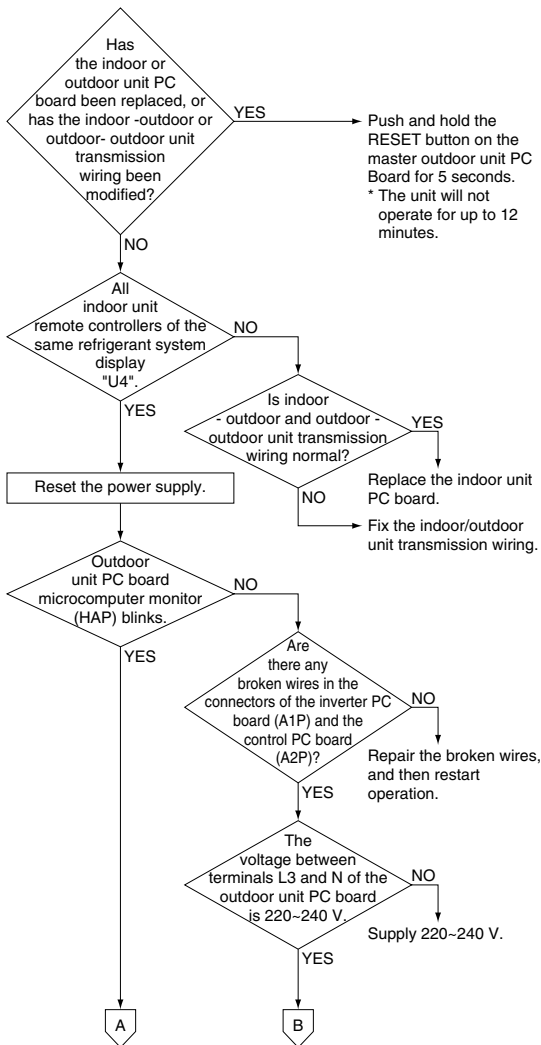 Has
the indoor or
outdoor unit PC
board been replaced, or
has the indoor -outdoor or
outdoor- outdoor unit
transmission
wiring been
modified?
YES
Push and hold the
RESET button on the
master outdoor unit PC
Board for 5 seconds.
* The unit will not
operate for up to 12
minutes.
NO
All
indoor unit
remote controllers of the
same refrigerant system
display
"U4".
NO
YES
Is indoor
- outdoor and outdoor -
outdoor unit transmission
wiring normal?
YES
Replace the indoor unit
PC board.
NO
Fix the indoor/outdoor
unit transmission wiring.
Reset the power supply.
Outdoor
unit PC board
microcomputer monitor
(HAP) blinks.
NO
YES
Are
there any
broken wires in the
connectors of the inverter PC
board (A1P) and the
control PC board
(A2P)?
NO
Repair the broken wires,
and then restart
operation.
YES
The
voltage between
terminals L3 and N of the
outdoor unit PC board
is 220~240 V.
NO
Supply 220~240 V.
YES
A
B